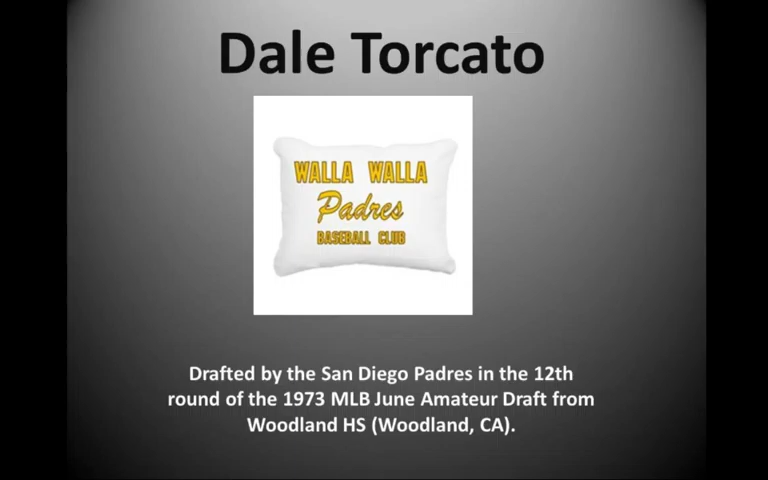 Dale Torcato
WALLA WALLA
Padres
BASEBALL CLUB
Drafted by the San Diego Padres in the 12th
round of the 1973 MLB June Amateur Draft from
Woodland HS (Woodland, CA).